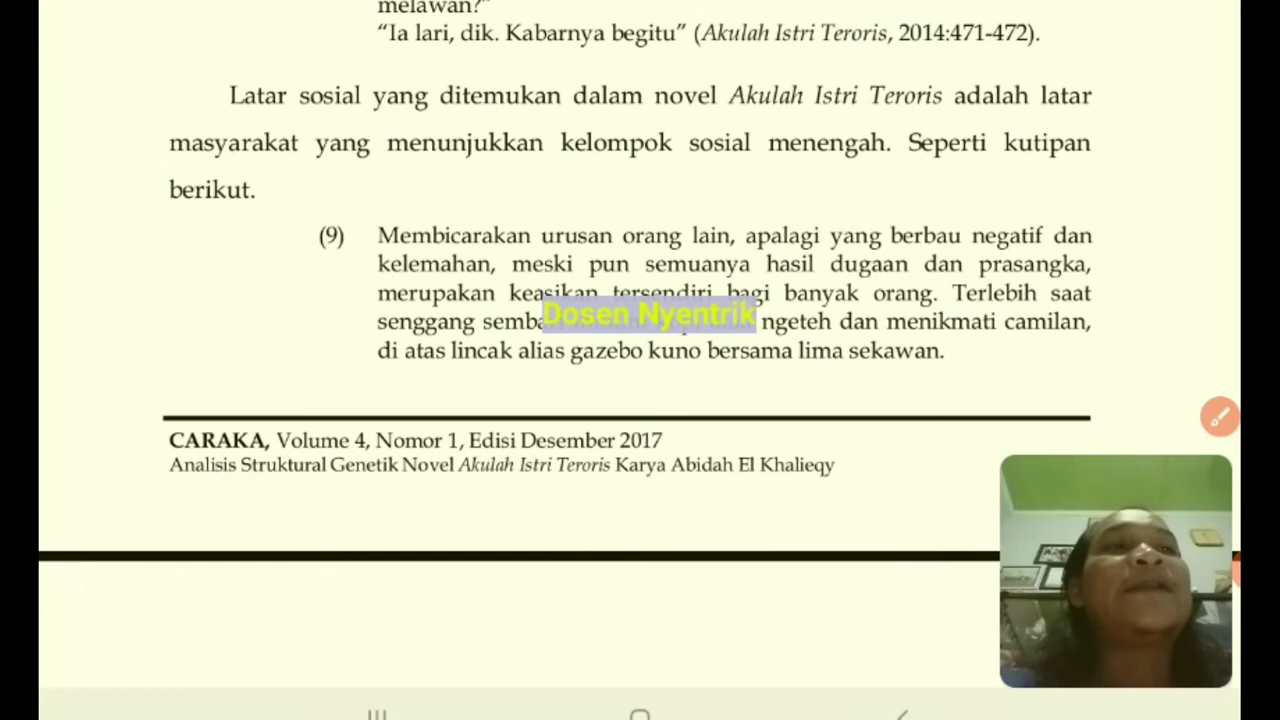 melawan?"
“Ia lari, dik. Kabarnya begitu” (Akulah Istri Teroris, 2014:471-472).
Latar sosial yang ditemukan dalam novel Akulah Istri Teroris adalah latar
masyarakat yang menunjukkan kelompok sosial menengah. Seperti kutipan
berikut.
(9) Membicarakan urusan orang lain, apalagi yang berbau negatif dan
kelemahan, meski pun semuanya hasil dugaan dan prasangka,
merupakan keasikan tersendiri bagi banyak orang. Terlebih saat
senggang ngeteh dan menikmati camilan,
Dosen Nyentrik
di atas lincak alias gazebo kuno bersama lima sekawan.
CARAKA, Volume 4, Nomor 1, Edisi Desember 2017
Analisis Struktural Genetik Novel Akulah Istri Teroris Karya Abidah El Khalieqy